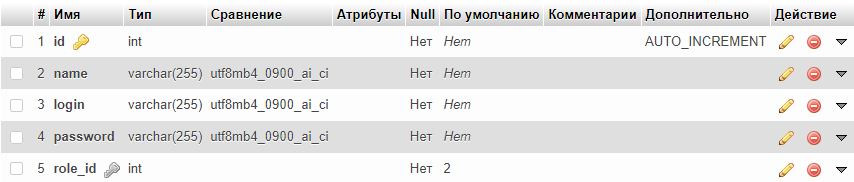 # Имя Тип Сравнение Атрибуты Null По умолчанию Комментарии Дополнительно Действие
1 id int Нет Нет AUTO_INCREMENT
2 name varchar(255) utf8mb4_0900_ai_ci Нет Нет
3 login varchar(255) utf8mb4_0900_ai_ci Нет Нет
4 password varchar(255) utf8mb4_0900_ai_ci Нет Нет
5 role_id int Нет 2